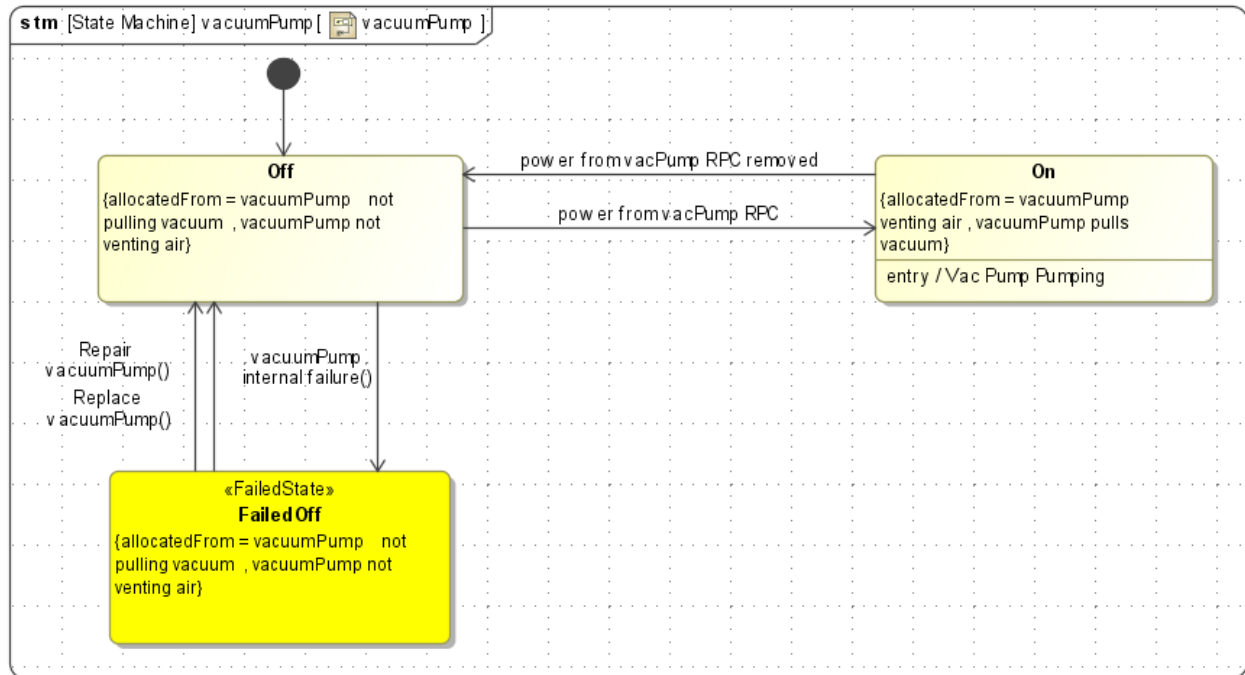 stm [State Machine] vacuumPump [ vacuumPump ]
Off
{allocatedFrom = vacuumPump not
pulling vacuum , vacuumPump not
venting air}
power from vacPump RPC removed
power from vacPump RPC
On
{allocatedFrom = vacuumPump
venting air , vacuumPump pulls
vacuum}
entry / Vac Pump Pumping
Repair
vacuumPump()
Replace
vacuumPump()
vacuumPump
internal failure()
«FailedState»
Failed Off
{allocatedFrom = vacuumPump not
pulling vacuum , vacuumPump not
venting air}